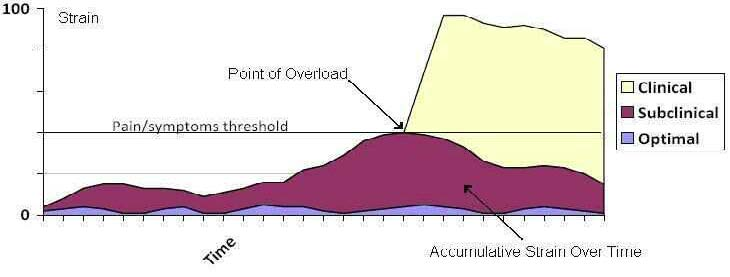 100
Strain
Point of Overload
Pain/symptoms threshold
Clinical
Subclinical
Optimal
0
Time
Accumulative Strain Over Time